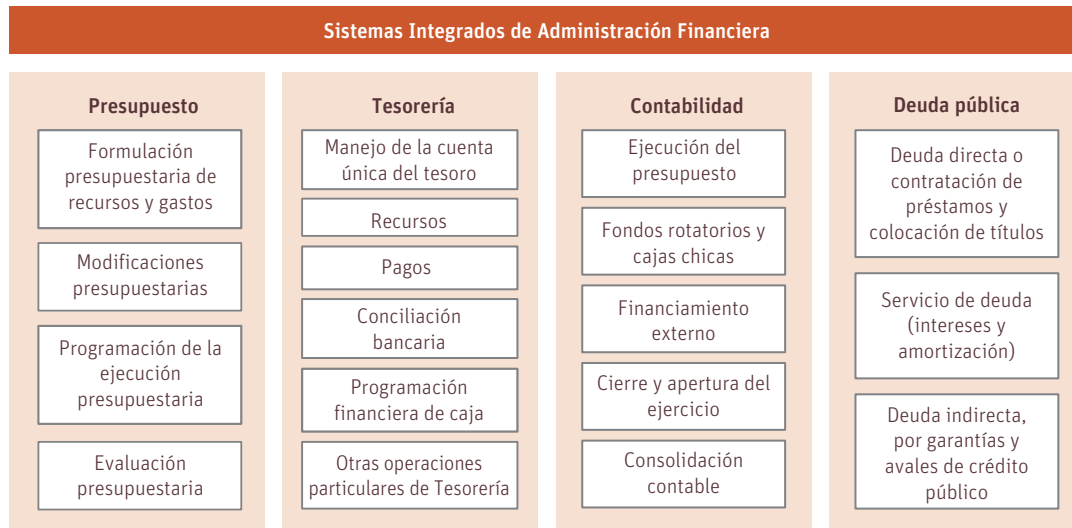 Sistemas Integrados de Administración Financiera
Presupuesto
Formulación
presupuestaria de
recursos y gastos
Modificaciones
presupuestarias
Programación de la
ejecución
presupuestaria
Evaluación
presupuestaria
Tesorería
Manejo de la cuenta
única del tesoro
Recursos
Pagos
Conciliación
bancaria
Programación
financiera de caja
Otras operaciones
particulares de Tesorería
Contabilidad
Ejecución del
presupuesto
Fondos rotatorios y
cajas chicas
Financiamiento
externo
Cierre y apertura del
ejercicio
Consolidación
contable
Deuda pública
Deuda directa o
contratación de
préstamos y
colocación de títulos
Servicio de deuda
(intereses y
amortización)
Deuda indirecta,
por garantías y
avales de crédito
público